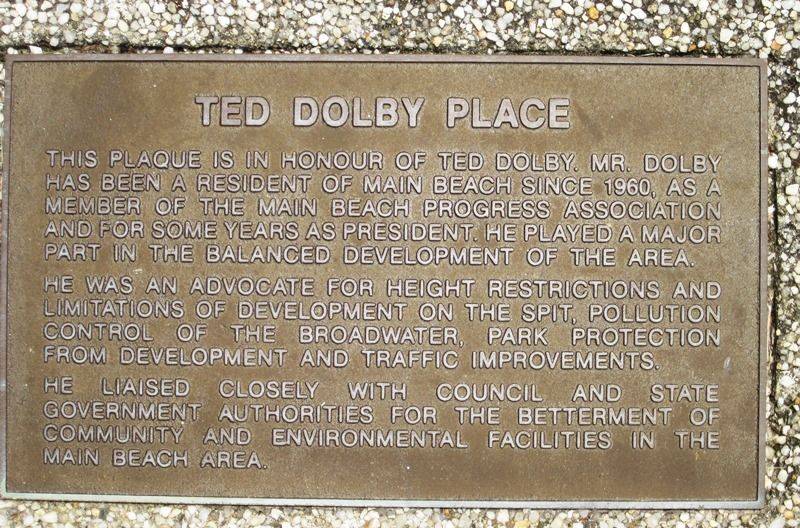 TED DOLBY PLACE
THIS PLAQUE IS IN HONOUR OF TED DOLBY. MR. DOLBY
HAS BEEN A RESIDENT OF MAIN BEACH SINCE 1960, AS A
MEMBER OF THE MAIN BEACH PROGRESS ASSOCIATION
AND FOR SOME YEARS AS PRESIDENT. HE PLAYED A MAJOR
PART IN THE BALANCED DEVELOPMENT OF THE AREA.
HE WAS AN ADVOCATE FOR HEIGHT RESTRICTIONS AND
LIMITATIONS OF DEVELOPMENT ON THE SPIT, POLLUTION
CONTROL OF THE BROADWATER, PARK PROTECTION
FROM DEVELOPMENT AND TRAFFIC IMPROVEMENTS.
HE LIAISED CLOSELY WITH COUNCIL AND STATE
GOVERNMENT AUTHORITIES FOR THE BETTERMENT OF
COMMUNITY AND ENVIRONMENTAL FACILITIES IN THE
MAIN BEACH AREA.